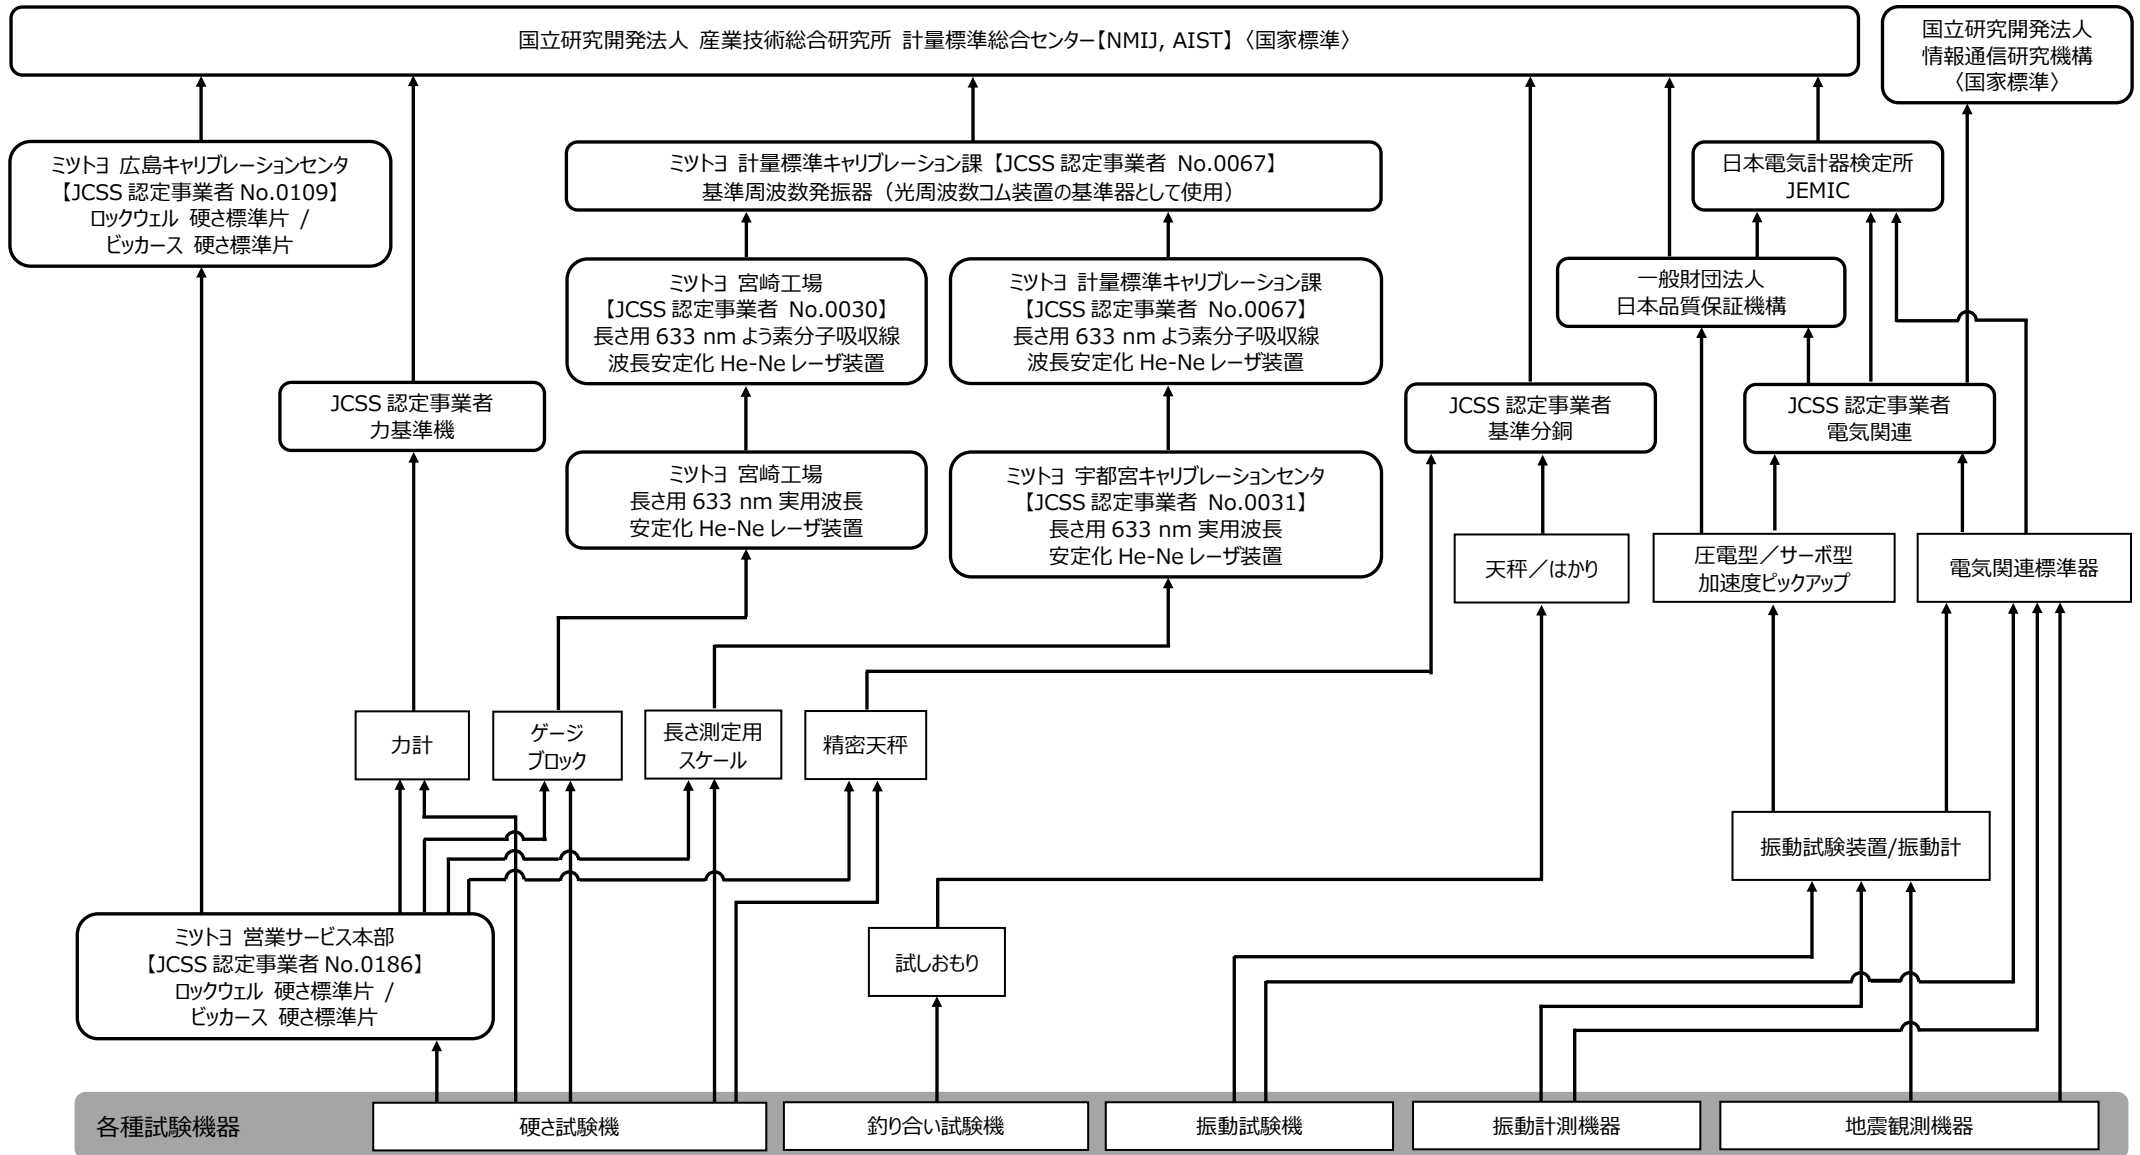 国立研究開発法人 産業技術総合研究所 計量標準総合センター【NMIJ, AIST】〈国家標準〉
国立研究開発法人
情報通信研究機構
〈国家標準〉
ミツトヨ 広島キャリブレーションセンタ
【JCSS 認定事業者 No.0109】
ロックウェル 硬さ標準片 /
ビッカース 硬さ標準片
ミツトヨ 計量標準キャリブレーション課 【JCSS 認定事業者 No.0067】
基準周波数発振器（光周波数コム装置の基準器として使用）
日本電気計器検定所
JEMIC
ミツトヨ 宮崎工場
【JCSS 認定事業者 No.0030】
長さ用 633 nm よう素分子吸収線
波長安定化 He-Ne レーザ装置
ミツトヨ 計量標準キャリブレーション課
【JCSS 認定事業者 No.0067】
長さ用 633 nm よう素分子吸収線
波長安定化 He-Ne レーザ装置
一般財団法人
日本品質保証機構
JCSS 認定事業者
力基準機
JCSS 認定事業者
基準分銅
JCSS 認定事業者
電気関連
ミツトヨ 宮崎工場
長さ用 633 nm 実用波長
安定化 He-Ne レーザ装置
ミツトヨ 宇都宮キャリブレーションセンタ
【JCSS 認定事業者 No.0031】
長さ用 633 nm 実用波長
安定化 He-Ne レーザ装置
天秤／はかり
圧電型／サーボ型
加速度ピックアップ
電気関連標準器
力計
ゲージ
ブロック
長さ測定用
スケール
精密天秤
振動試験装置/振動計
ミツトヨ 営業サービス本部
【JCSS 認定事業者 No.0186】
ロックウェル 硬さ標準片 /
ビッカース 硬さ標準片
試しおもり
各種試験機器
硬さ試験機
釣り合い試験機
振動試験機
振動計測機器
地震観測機器